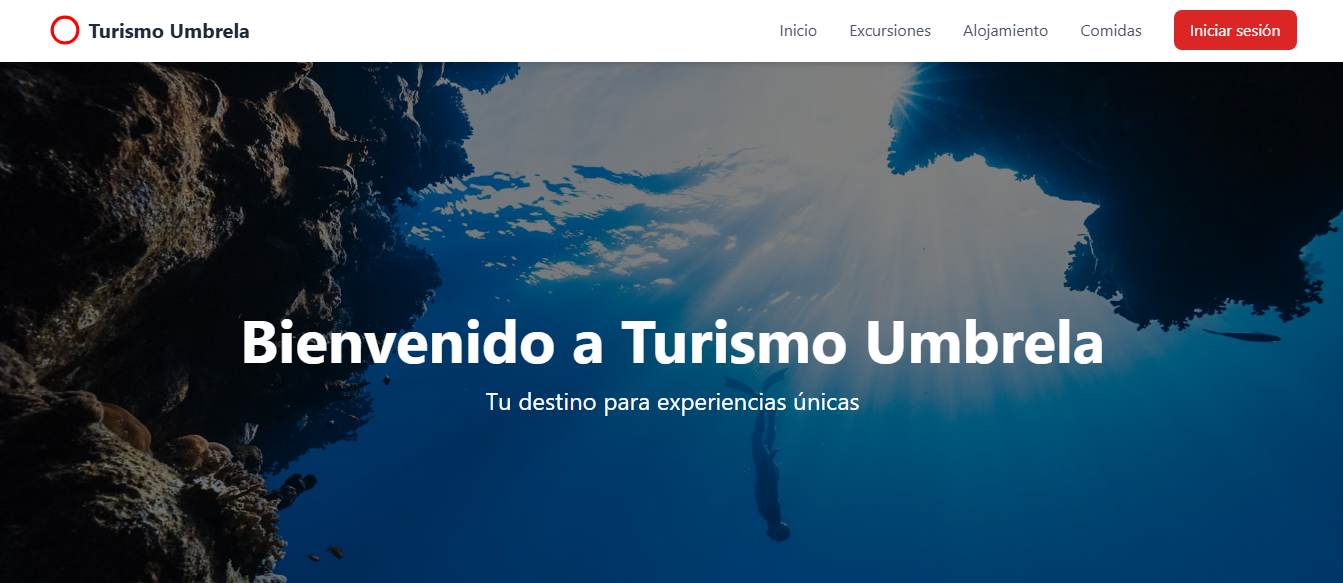 Turismo Umbrela
Inicio Excursiones Alojamiento Comidas Iniciar sesión
Bienvenido a Turismo Umbrela
Tu destino para experiencias únicas